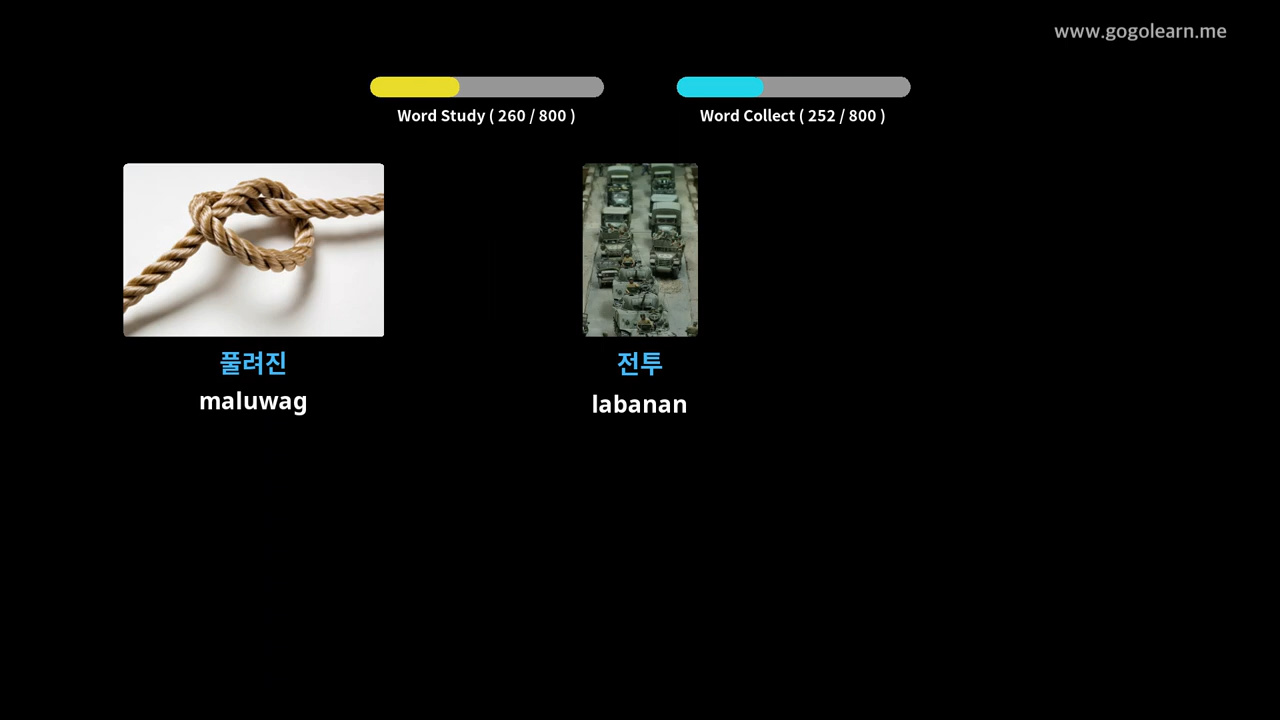 www.gogolearn.me
Word Study ( 260 / 800 )
Word Collect ( 252 / 800 )
풀려진
maluwag
전투
labanan